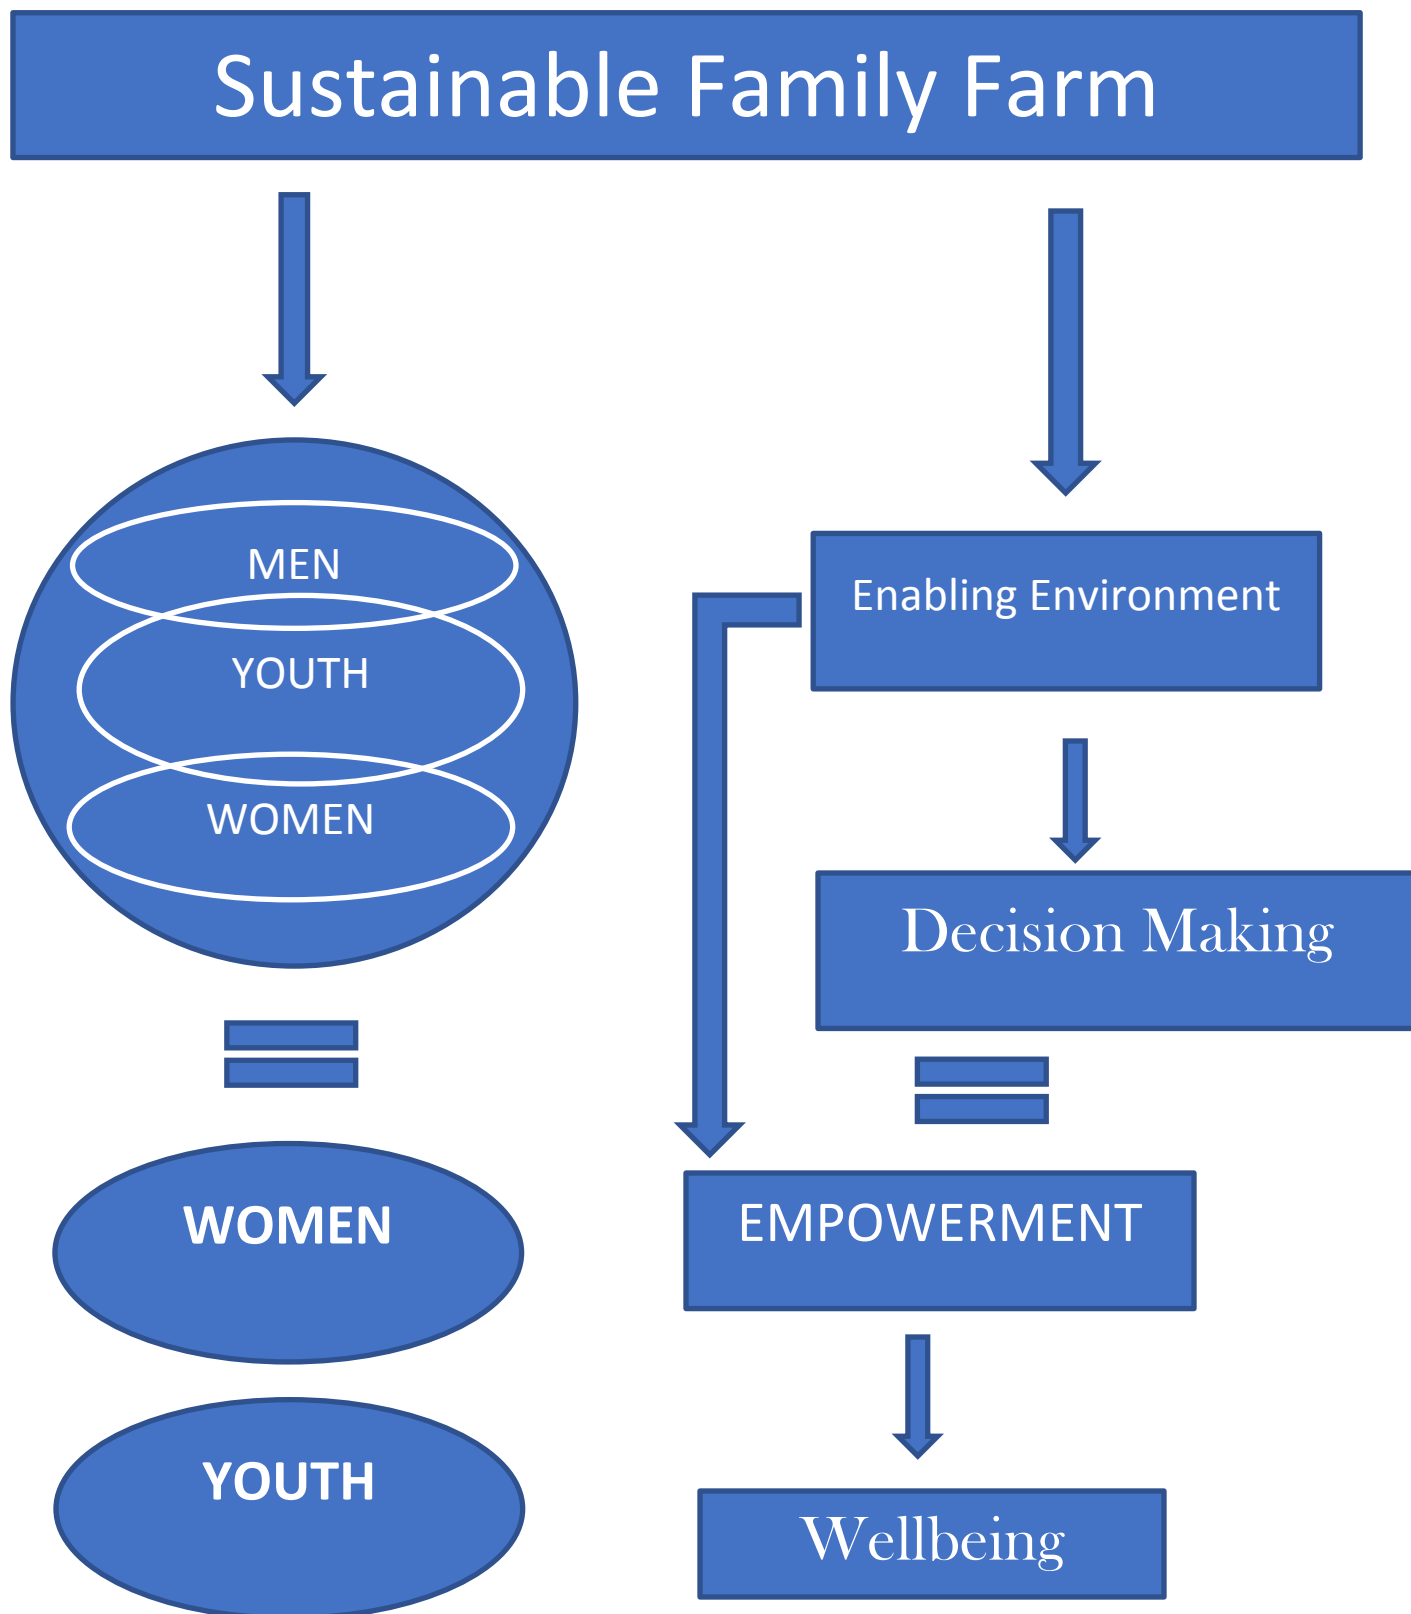 Sustainable Family Farm
MEN
YOUTH
WOMEN
WOMEN
YOUTH
Enabling Environment
Decision Making
EMPOWERMENT
Wellbeing